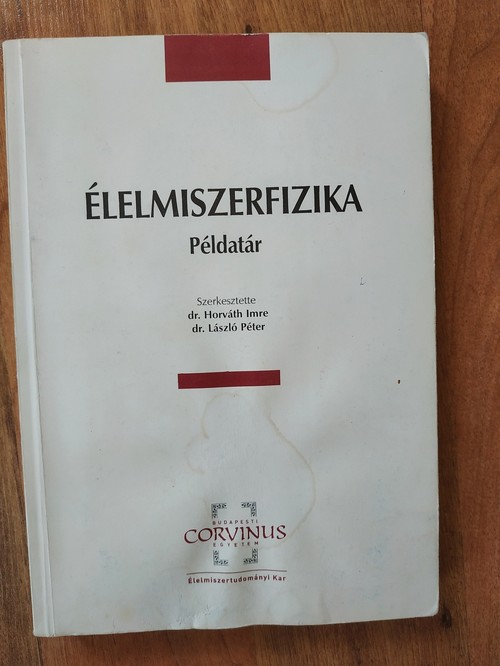 ÉLELMISZERFIZIKA
Példatár
Szerkesztette
dr. Horváth Imre
dr. László Péter
BUDAPESTI
CORVINUS
EGYETEM
Élelmiszertudományi Kar